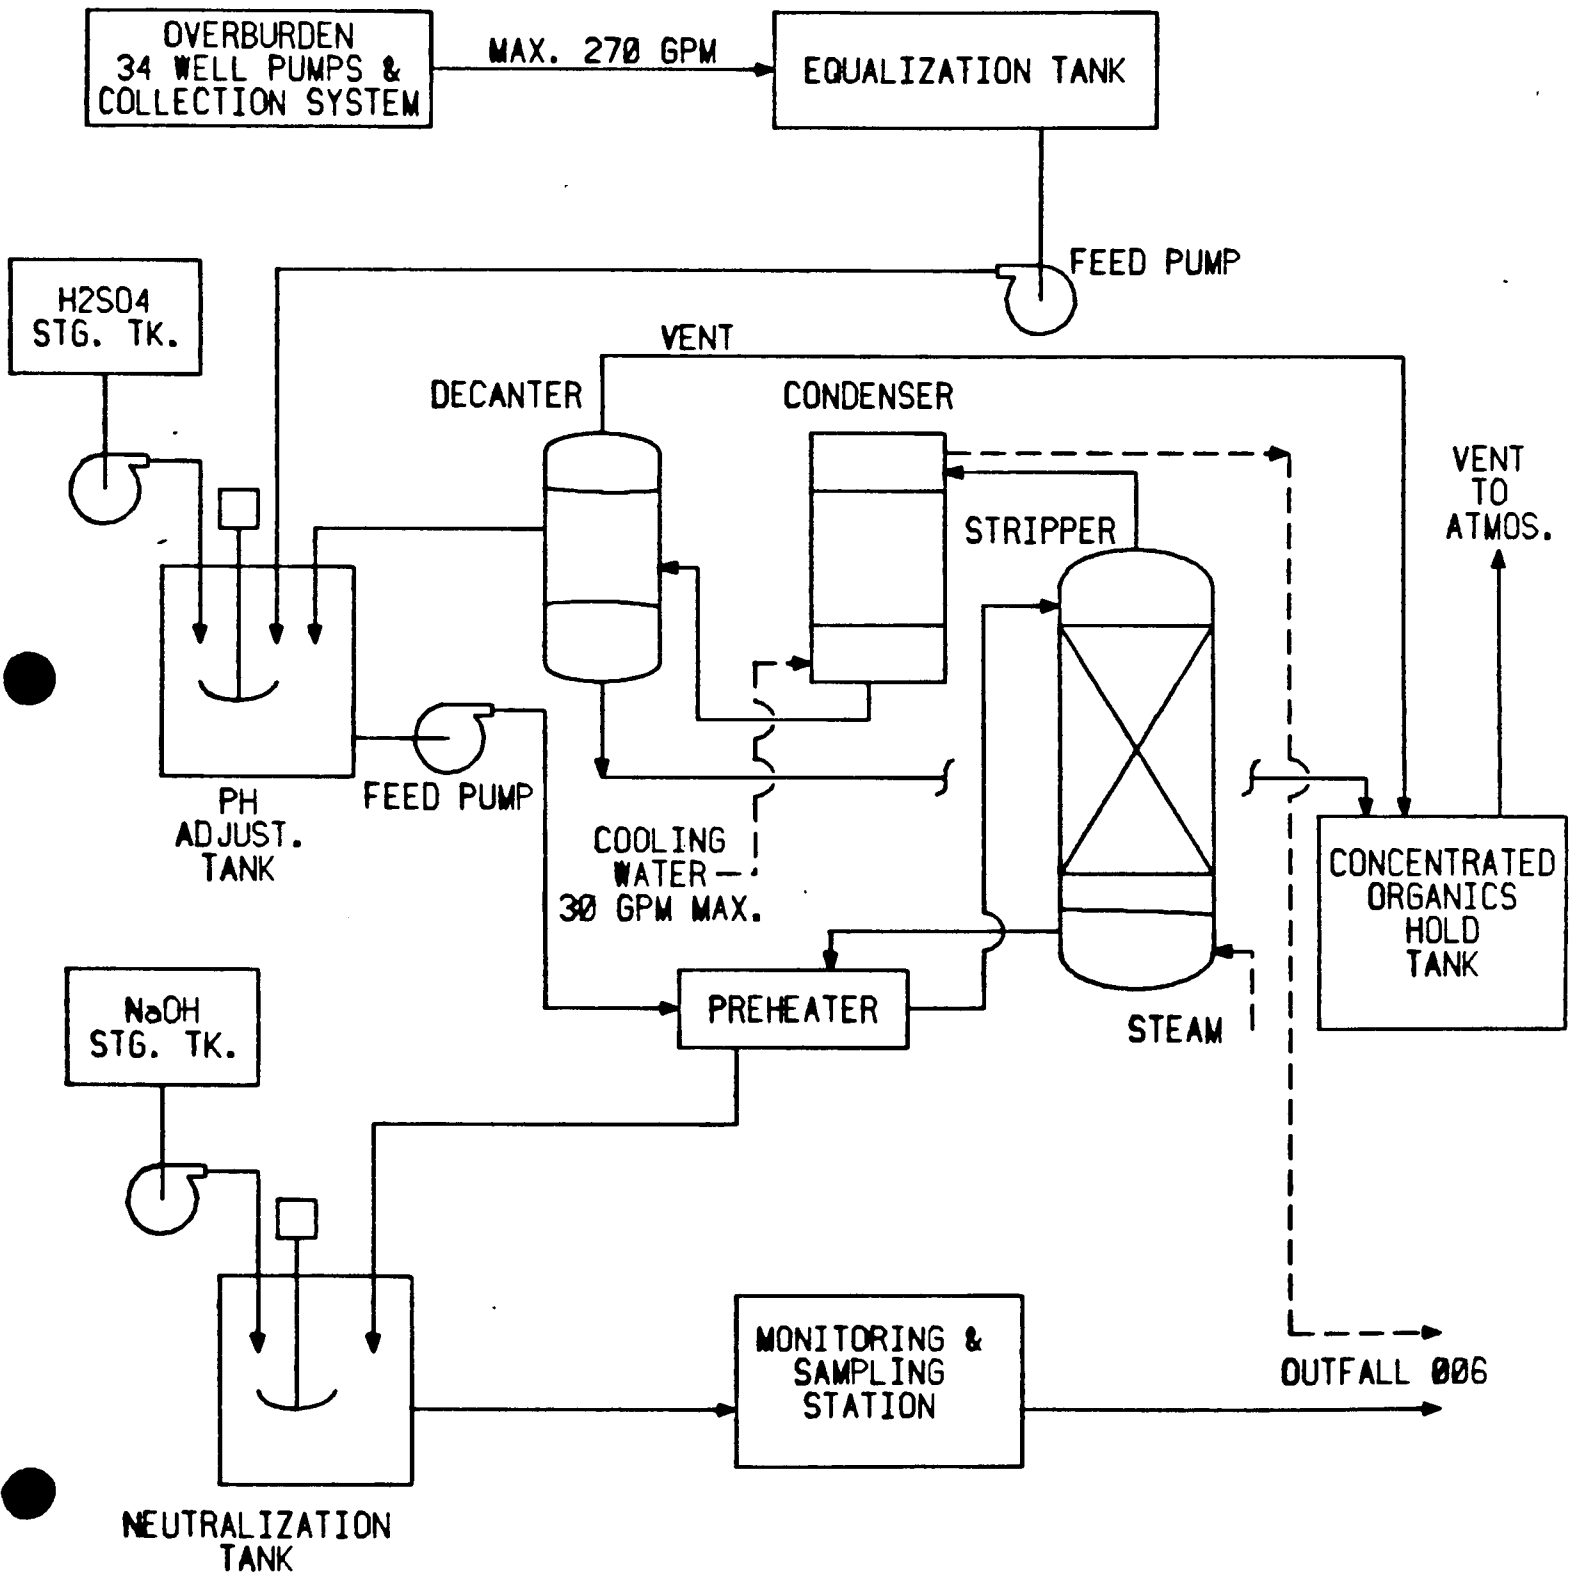 OVERBURDEN
34 WELL PUMPS &
COLLECTION SYSTEM
MAX. 270 GPM
EQUALIZATION TANK
FEED PUMP
H2SO4
STG. TK.
VENT
DECANTER
CONDENSER
VENT
TO
ATMOS.
STRIPPER
PH
ADJUST.
TANK
FEED PUMP
COOLING
WATER
30 GPM MAX.
CONCENTRATED
ORGANICS
HOLD
TANK
PREHEATER
STEAM
NaOH
STG. TK.
MONITORING &
SAMPLING
STATION
OUTFALL 006
NEUTRALIZATION
TANK